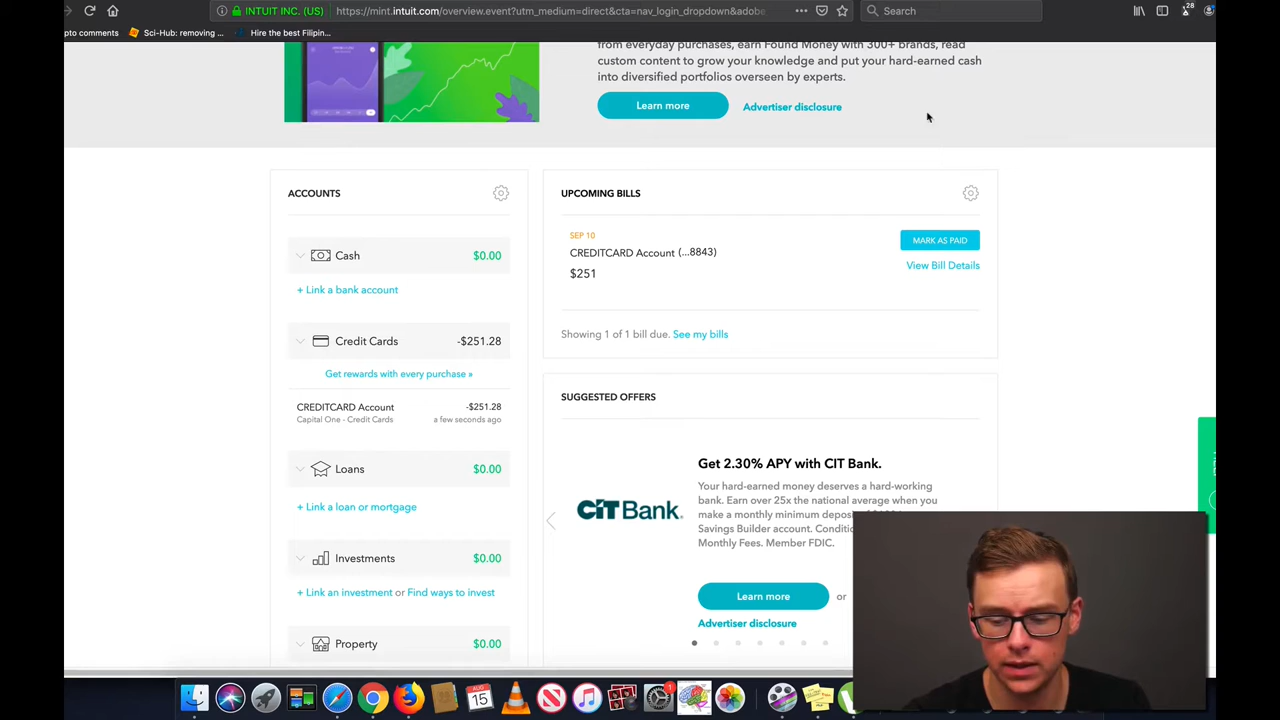 INTUIT INC. (US)
https://mint.intuit.com/overview.event?utm_medium=direct&cta=nav_login_dropdown&adobe_
Search
28
pto comments
Sci-Hub: removing ...
Hire the best Filipin...
from everyday purchases, earn Found Money with 300+ brands, read
custom content to grow your knowledge and put your hard-earned cash
into diversified portfolios overseen by experts.
Learn more
Advertiser disclosure
ACCOUNTS
Cash
$0.00
+ Link a bank account
Credit Cards
-$251.28
Get rewards with every purchase »
CREDITCARD Account
-$251.28
Capital One - Credit Cards
a few seconds ago
Loans
$0.00
+ Link a loan or mortgage
Investments
$0.00
+ Link an investment or Find ways to invest
Property
$0.00
UPCOMING BILLS
SEP 10
CREDITCARD Account (...8843)
$251
MARK AS PAID
View Bill Details
Showing 1 of 1 bill due. See my bills
SUGGESTED OFFERS
CiT Bank.
Get 2.30% APY with CIT Bank.
Your hard-earned money deserves a hard-working
bank. Earn over 25x the national average when you
make a monthly minimum
Savings Builder account.
Monthly Fees. Member FDIC.
Learn more
or
Advertiser disclosure
AUG
15
1